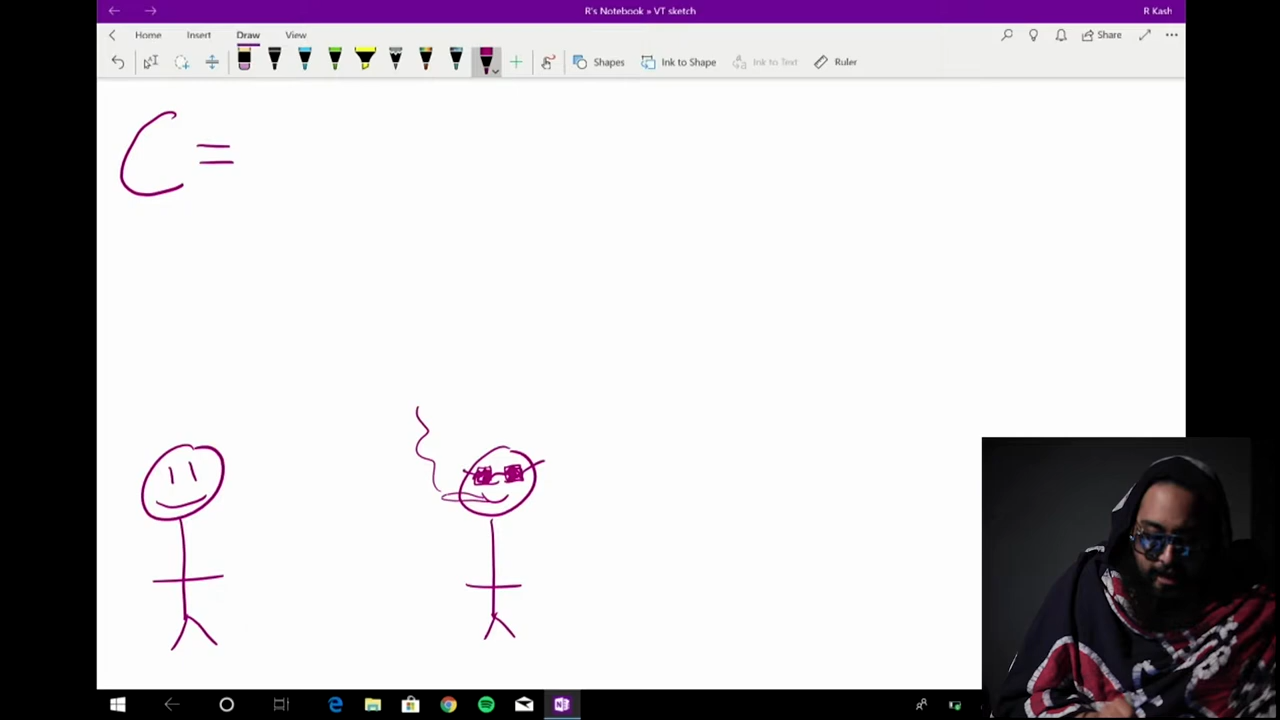 R's Notebook » VT sketch
R Kash
Home Insert Draw View
Share
Shapes Ink to Shape Ink to Text Ruler
C =